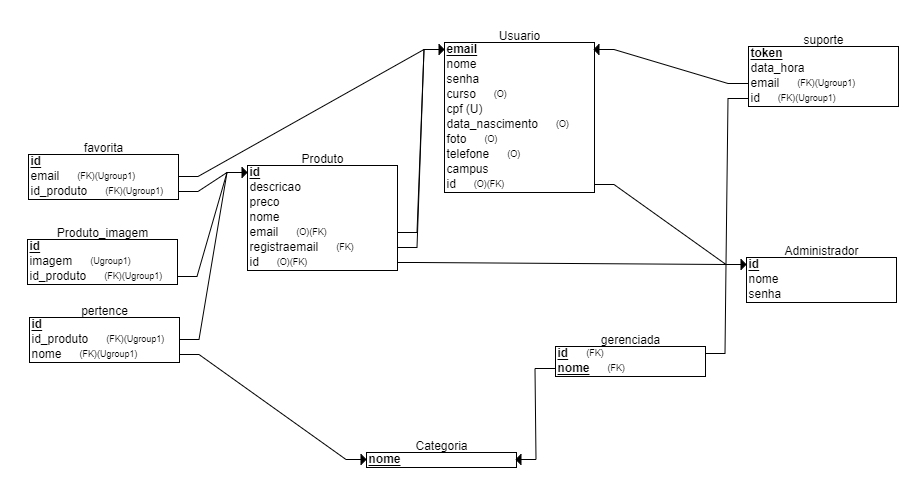 Usuario
email
nome
senha
curso (O)
cpf (U)
data_nascimento (O)
foto (O)
telefone (O)
campus
id (O)(FK)
suporte
token
data_hora
email (FK)(Ugroup1)
id (FK)(Ugroup1)
favorita
id
email (FK)(Ugroup1)
id_produto (FK)(Ugroup1)
Produto
id
descricao
preco
nome
email (O)(FK)
registraemail (FK)
id (O)(FK)
Produto_imagem
id
imagem (Ugroup1)
id_produto (FK)(Ugroup1)
Administrador
id
nome
senha
pertence
id
id_produto (FK)(Ugroup1)
nome (FK)(Ugroup1)
gerenciada
id (FK)
nome (FK)
Categoria
nome